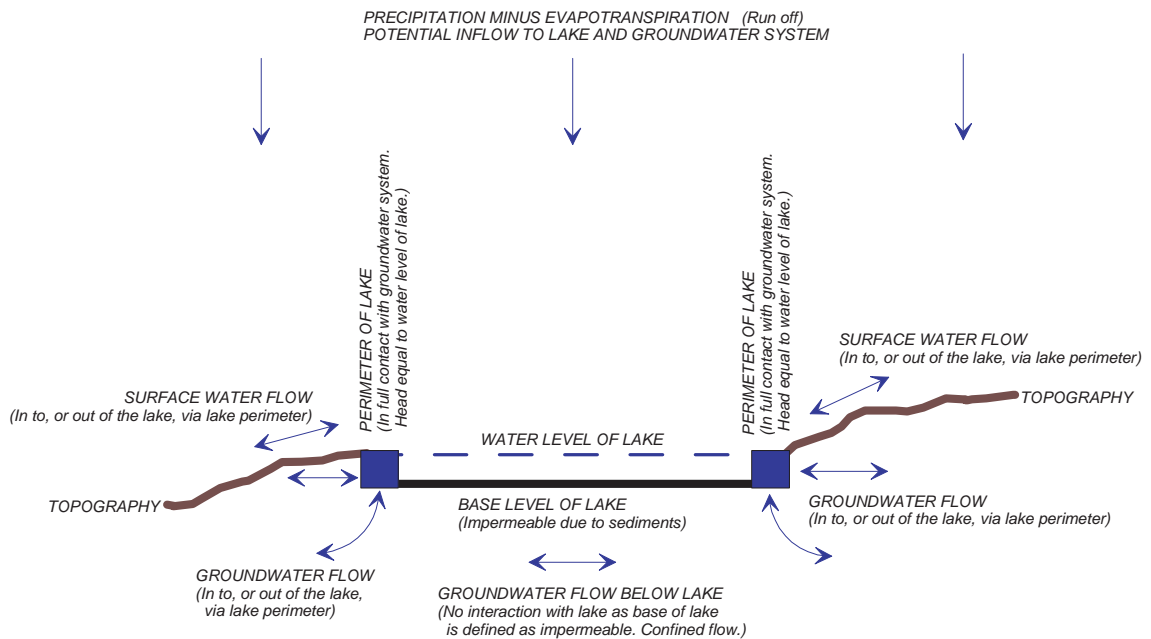 PRECIPITATION MINUS EVAPOTRANSPIRATION (Run off)
POTENTIAL INFLOW TO LAKE AND GROUNDWATER SYSTEM
PERIMETER OF LAKE
(In full contact with groundwater system.
Head equal to water level of lake.)
PERIMETER OF LAKE
(In full contact with groundwater system.
Head equal to water level of lake.)
SURFACE WATER FLOW
(In to, or out of the lake, via lake perimeter)
SURFACE WATER FLOW
(In to, or out of the lake, via lake perimeter)
TOPOGRAPHY
WATER LEVEL OF LAKE
TOPOGRAPHY
BASE LEVEL OF LAKE
(Impermeable due to sediments)
GROUNDWATER FLOW
(In to, or out of the lake, via lake perimeter)
GROUNDWATER FLOW
(In to, or out of the lake,
via lake perimeter)
GROUNDWATER FLOW BELOW LAKE
(No interaction with lake as base of lake
is defined as impermeable. Confined flow.)